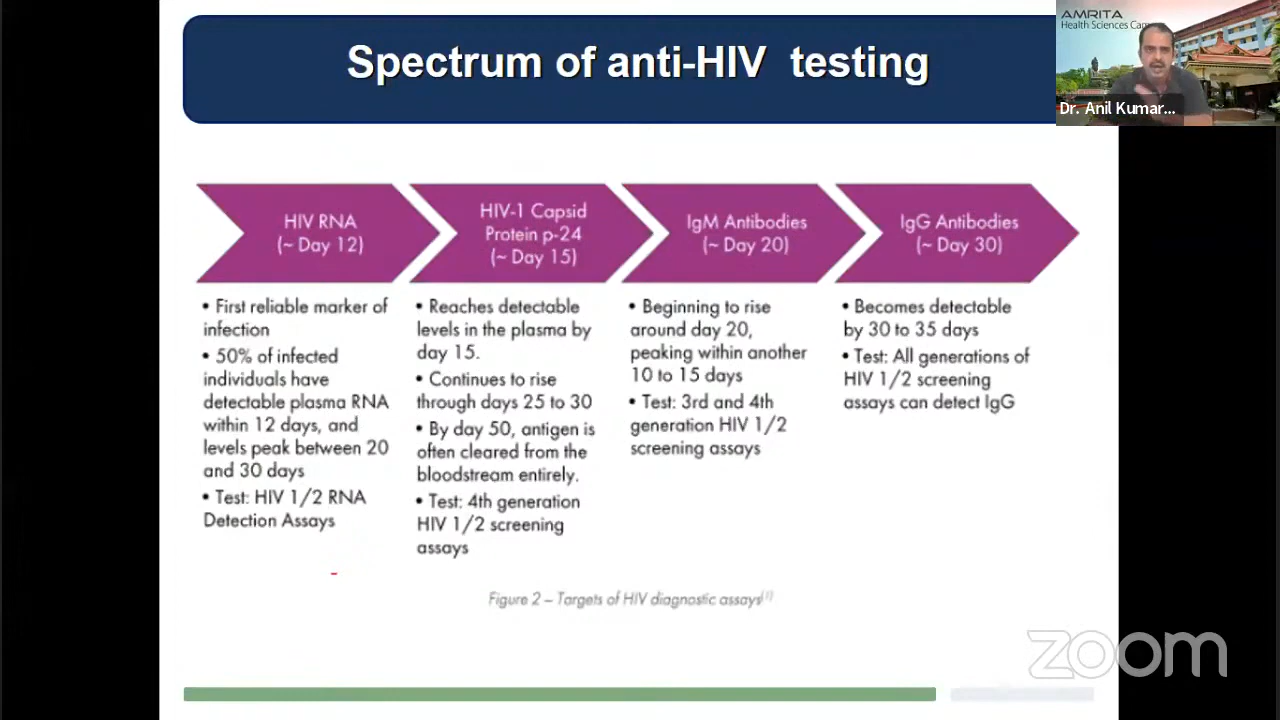 Spectrum of anti-HIV testing
AMRITA
Health Sciences Cam
Dr. Anil Kumar...
HIV RNA
(~ Day 12)
• First reliable marker of
infection
• 50% of infected
individuals have
detectable plasma RNA
within 12 days, and
levels peak between 20
and 30 days
• Test: HIV 1/2 RNA
Detection Assays
HIV-1 Capsid
Protein p-24
(~ Day 15)
• Reaches detectable
levels in the plasma by
day 15.
• Continues to rise
through days 25 to 30
• By day 50, antigen is
often cleared from the
bloodstream entirely.
• Test: 4th generation
HIV 1/2 screening
assays
IgM Antibodies
(~ Day 20)
• Beginning to rise
around day 20,
peaking within another
10 to 15 days
• Test: 3rd and 4th
generation HIV 1/2
screening assays
IgG Antibodies
(~ Day 30)
• Becomes detectable
by 30 to 35 days
• Test: All generations of
HIV 1/2 screening
assays can detect IgG
Figure 2 – Targets of HIV diagnostic assays
zoom